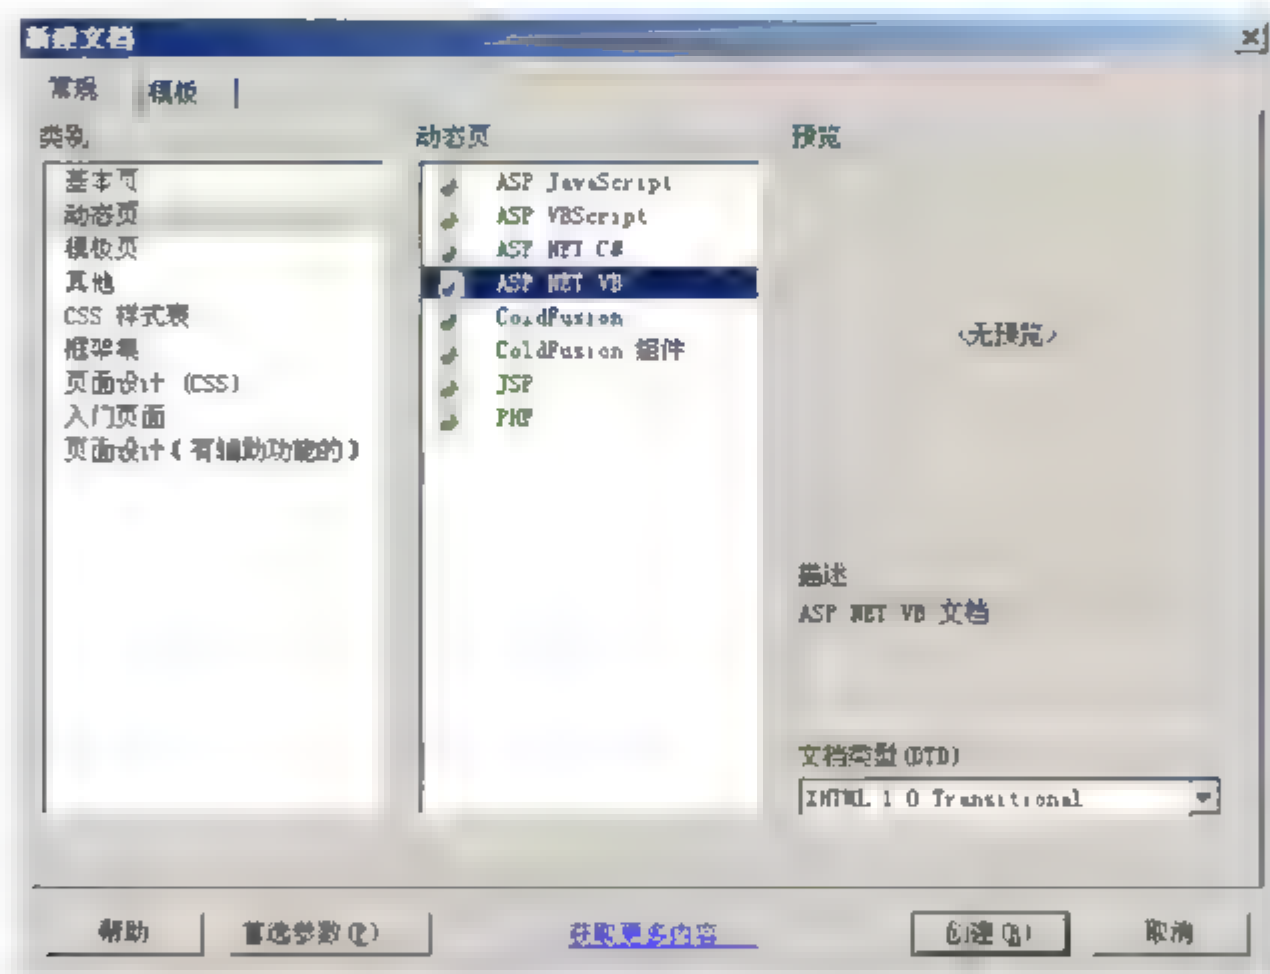 新建文档
常规 模板
类别
基本页
动态页
模板页
其他
CSS 样式表
框架集
页面设计 (CSS)
入门页面
页面设计(有辅助功能的)
动态页
ASP JavaScript
ASP VBScript
ASP NET C#
ASP NET VB
ColdFusion
ColdFusion 组件
JSP
PHP
预览
<无预览>
描述
ASP NET VB 文档
文档类型(DTD)
XHTML 1 0 Transitional
帮助 首选参数(P) 获取更多内容 创建(R) 取消